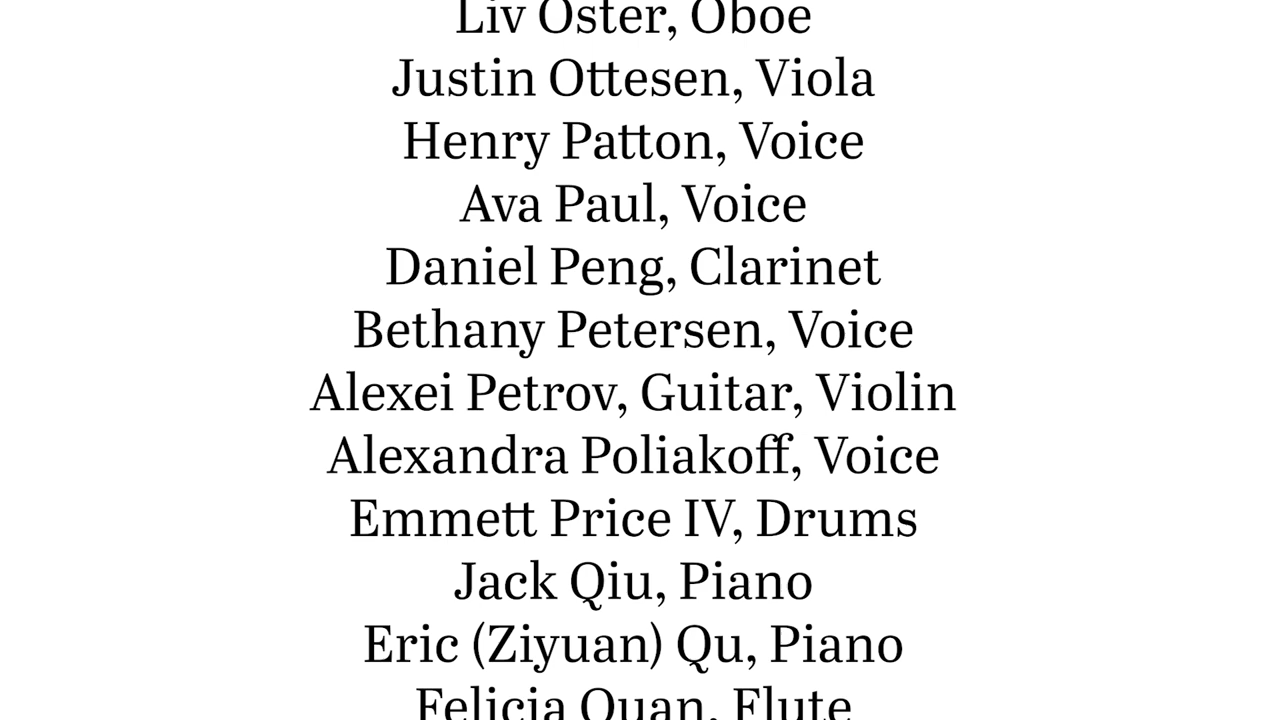 Liv Oster, Oboe
Justin Ottesen, Viola
Henry Patton, Voice
Ava Paul, Voice
Daniel Peng, Clarinet
Bethany Petersen, Voice
Alexei Petrov, Guitar, Violin
Alexandra Poliakoff, Voice
Emmett Price IV, Drums
Jack Qiu, Piano
Eric (Ziyuan) Qu, Piano
Felicia Quan, Flute